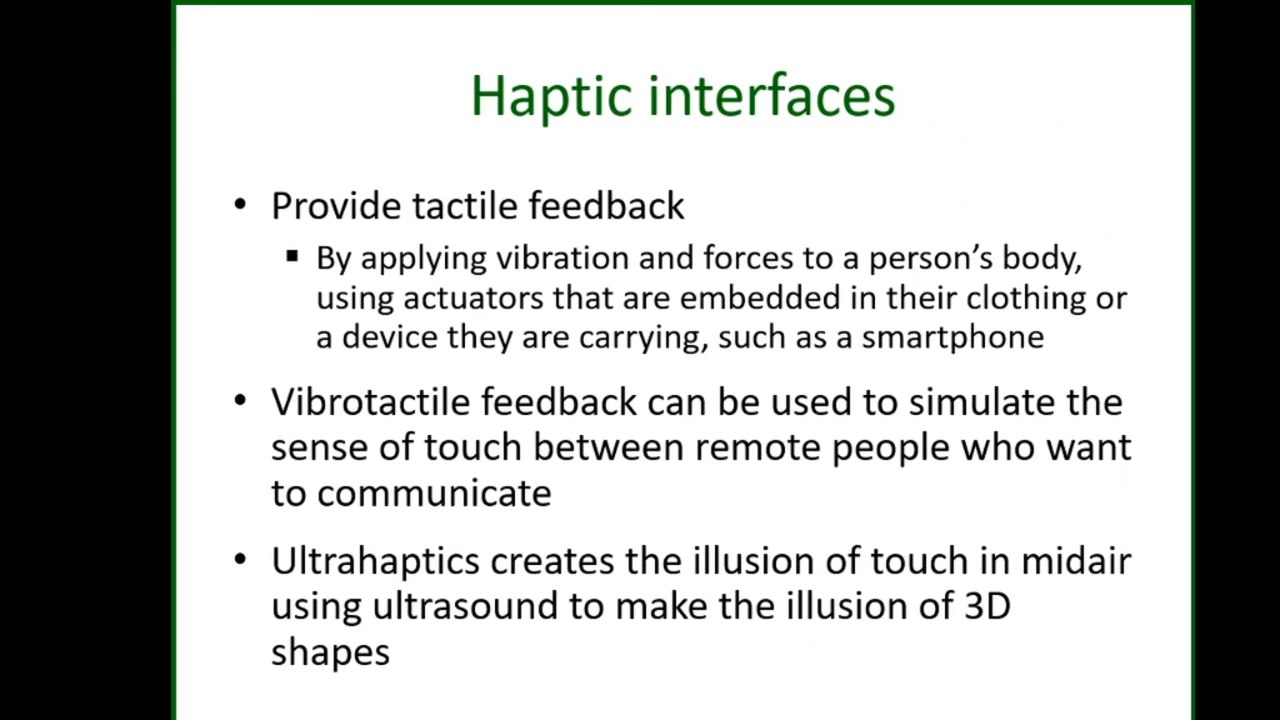 Haptic interfaces
• Provide tactile feedback
▪ By applying vibration and forces to a person’s body,
using actuators that are embedded in their clothing or
a device they are carrying, such as a smartphone
• Vibrotactile feedback can be used to simulate the
sense of touch between remote people who want
to communicate
• Ultrahaptics creates the illusion of touch in midair
using ultrasound to make the illusion of 3D
shapes